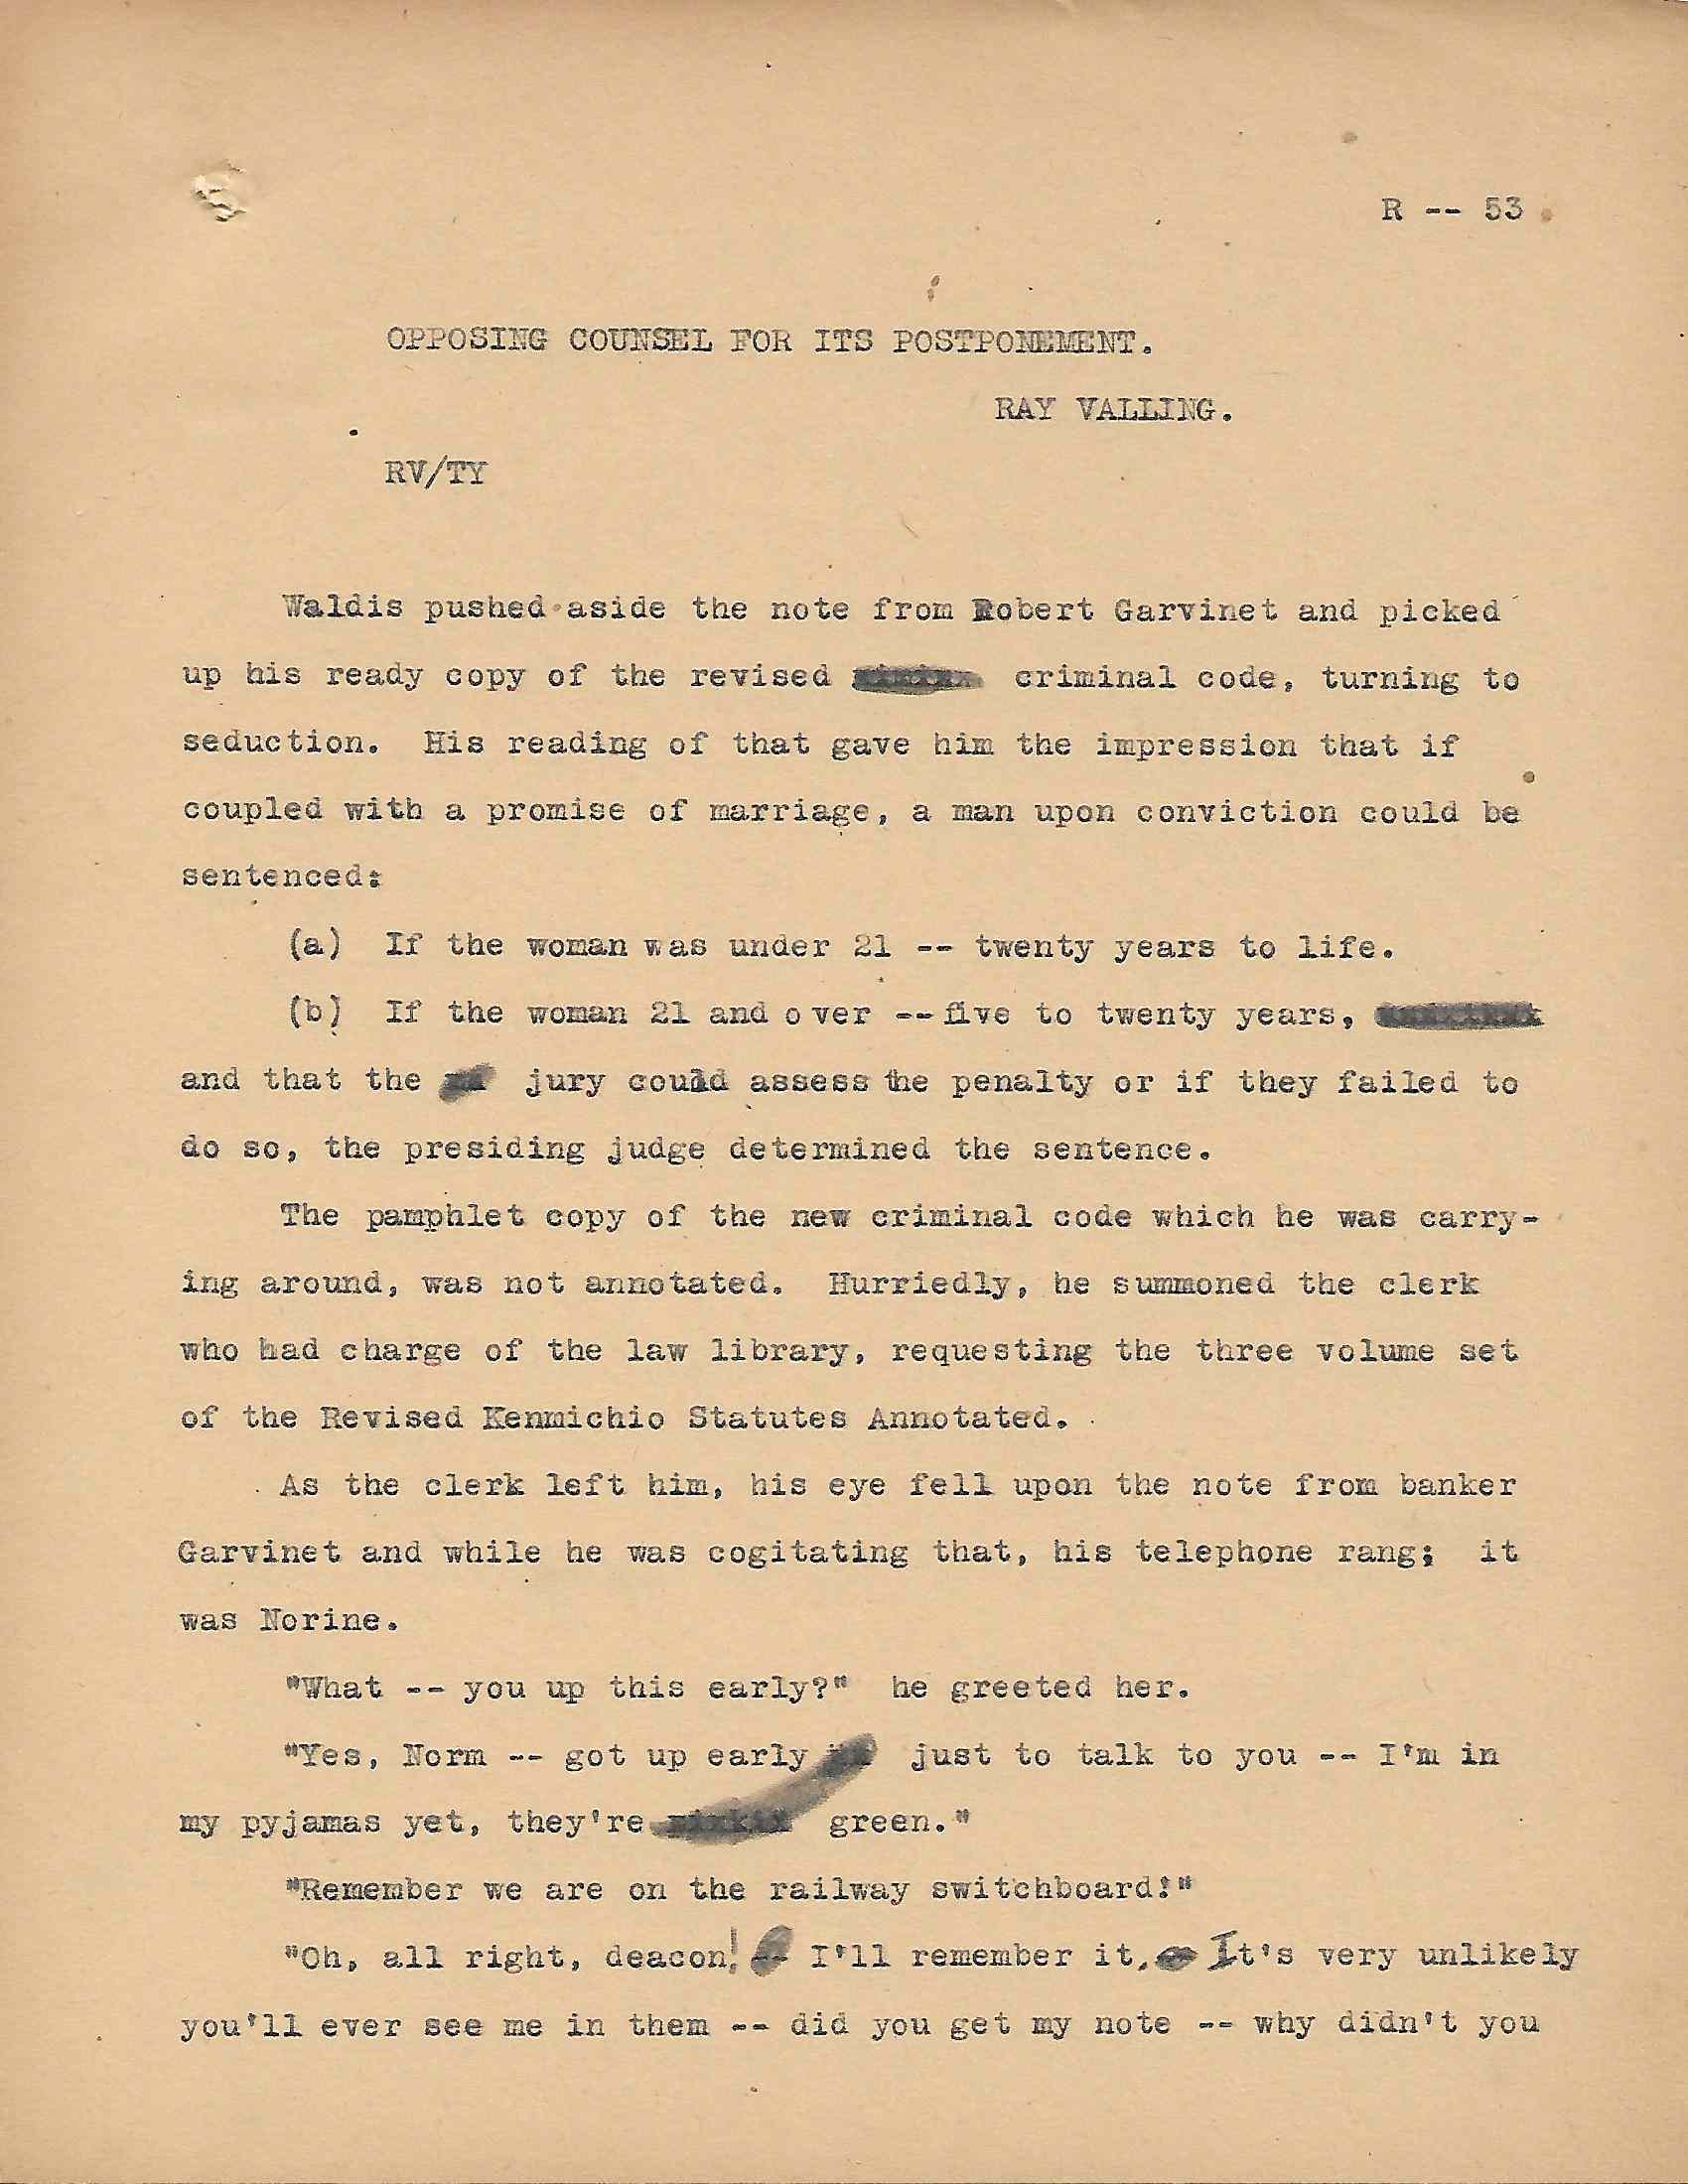 R -- 53
OPPOSING COUNSEL FOR ITS POSTPONEMENT.
RAY VALLING.
RV/TY
Waldis pushed aside the note from Robert Garvinet and picked
up his ready copy of the revised criminal code, turning to
seduction. His reading of that gave him the impression that if
coupled with a promise of marriage, a man upon conviction could be
sentenced:
(a) If the woman was under 21 -- twenty years to life.
(b) If the woman 21 and over -- five to twenty years,
and that the jury could assess the penalty or if they failed to
do so, the presiding judge determined the sentence.
The pamphlet copy of the new criminal code which he was carry-
ing around, was not annotated. Hurriedly, he summoned the clerk
who had charge of the law library, requesting the three volume set
of the Revised Kenmichio Statutes Annotated.
As the clerk left him, his eye fell upon the note from banker
Garvinet and while he was cogitating that, his telephone rang; it
was Norine.
"What -- you up this early?" he greeted her.
"Yes, Norm -- got up early just to talk to you -- I'm in
my pyjamas yet, they're green."
"Remember we are on the railway switchboard!"
"Oh, all right, deacon! I'll remember it. It's very unlikely
you'll ever see me in them -- did you get my note -- why didn't you